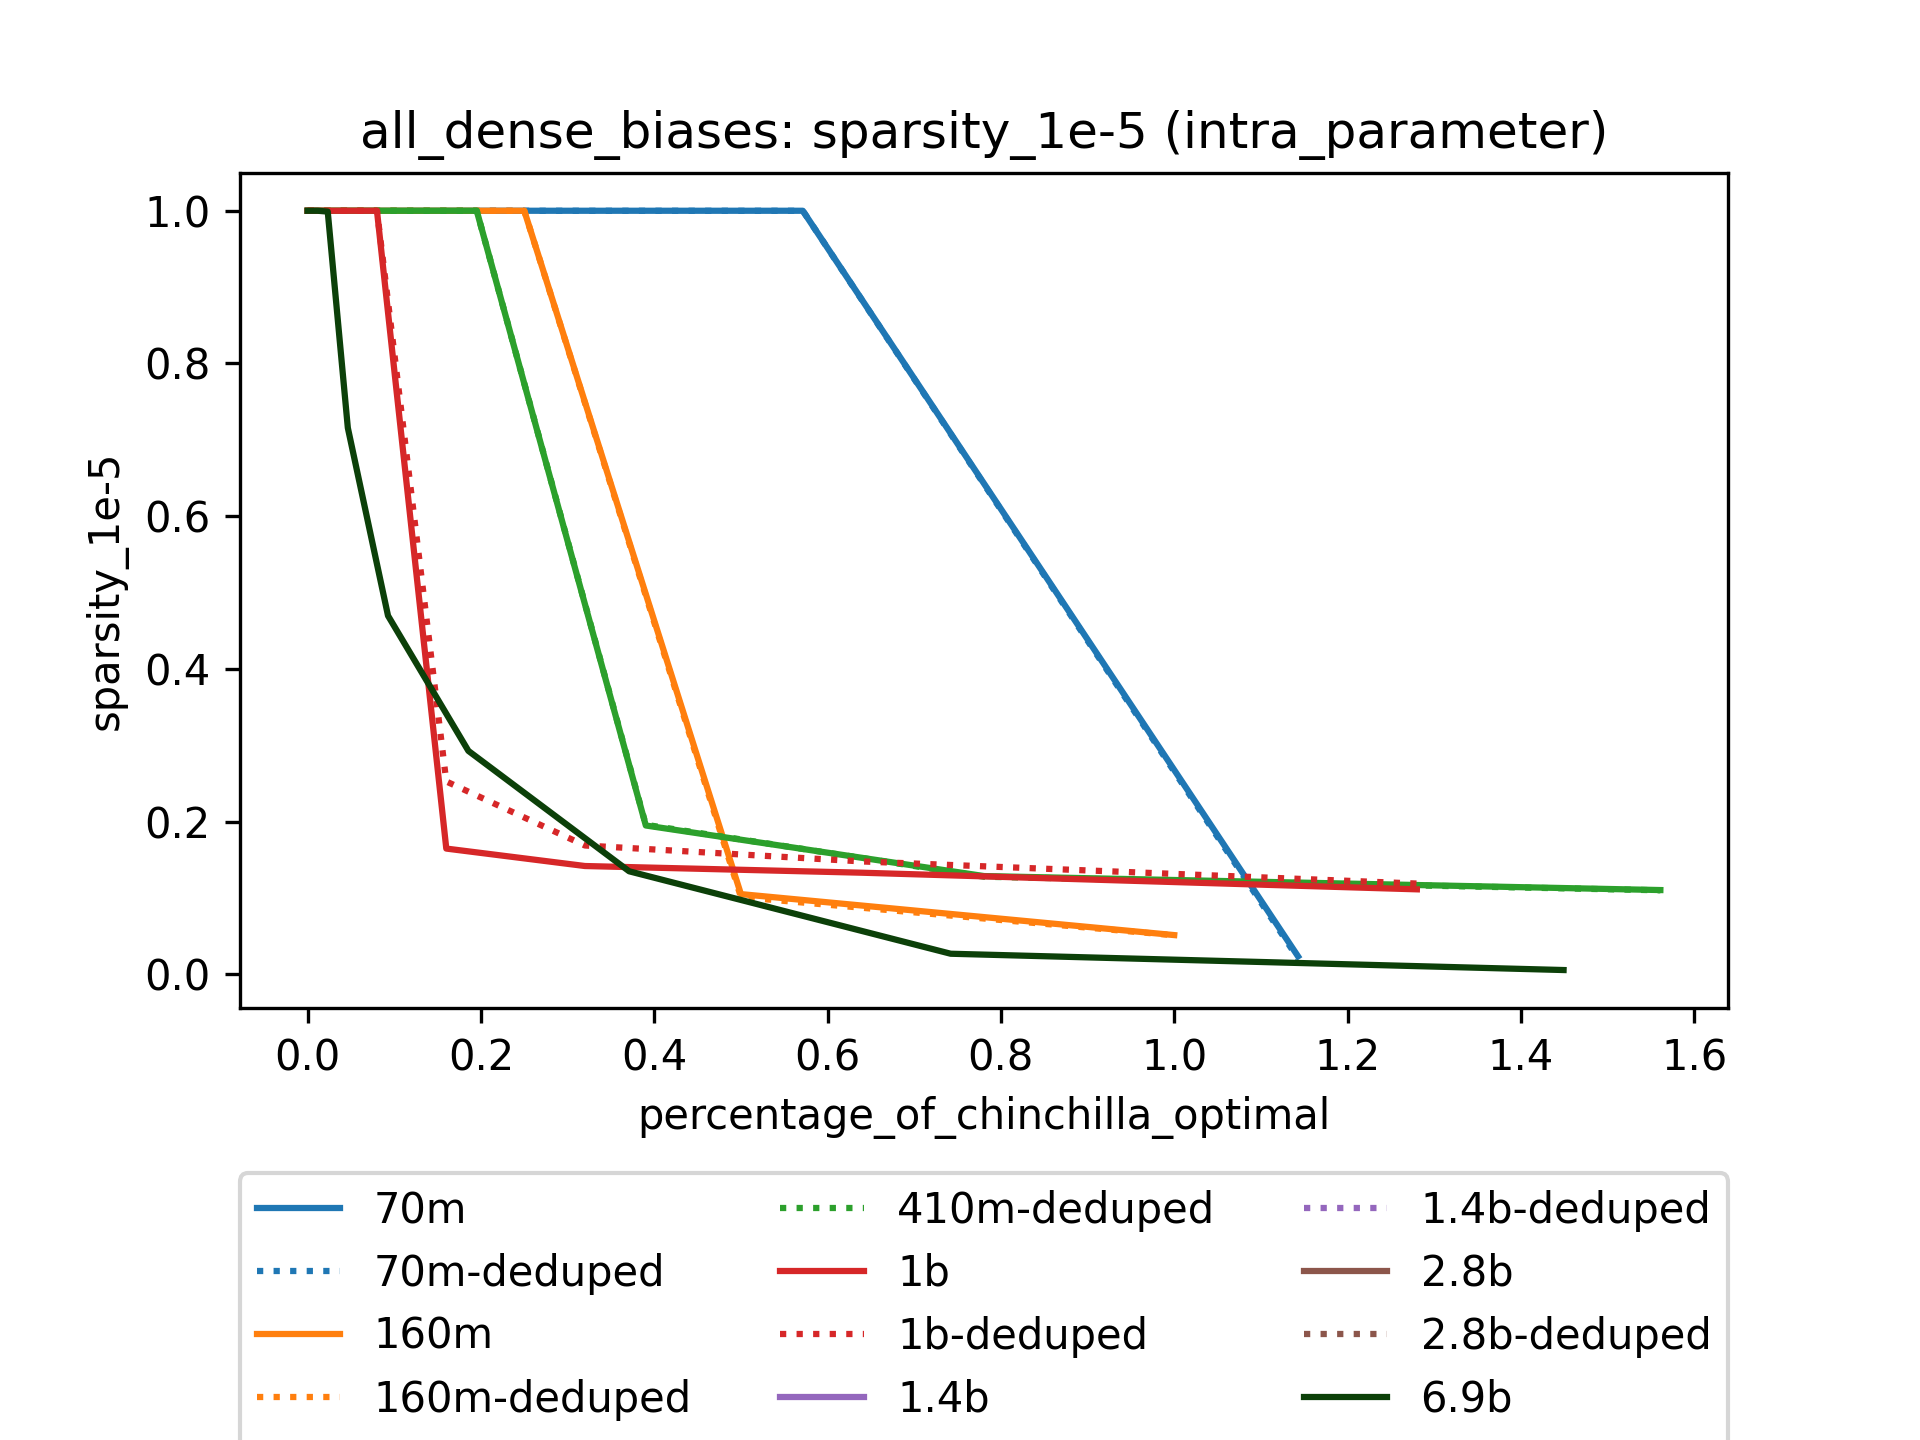 all_dense_biases: sparsity_1e-5 (intra_parameter)
1.0
0.8
0.6
0.4
0.2
0.0
sparsity_1e-5
0.0 0.2 0.4 0.6 0.8 1.0 1.2 1.4 1.6
percentage_of_chinchilla_optimal
70m 410m-deduped 1.4b-deduped
70m-deduped 1b 2.8b
160m 1b-deduped 2.8b-deduped
160m-deduped 1.4b 6.9b